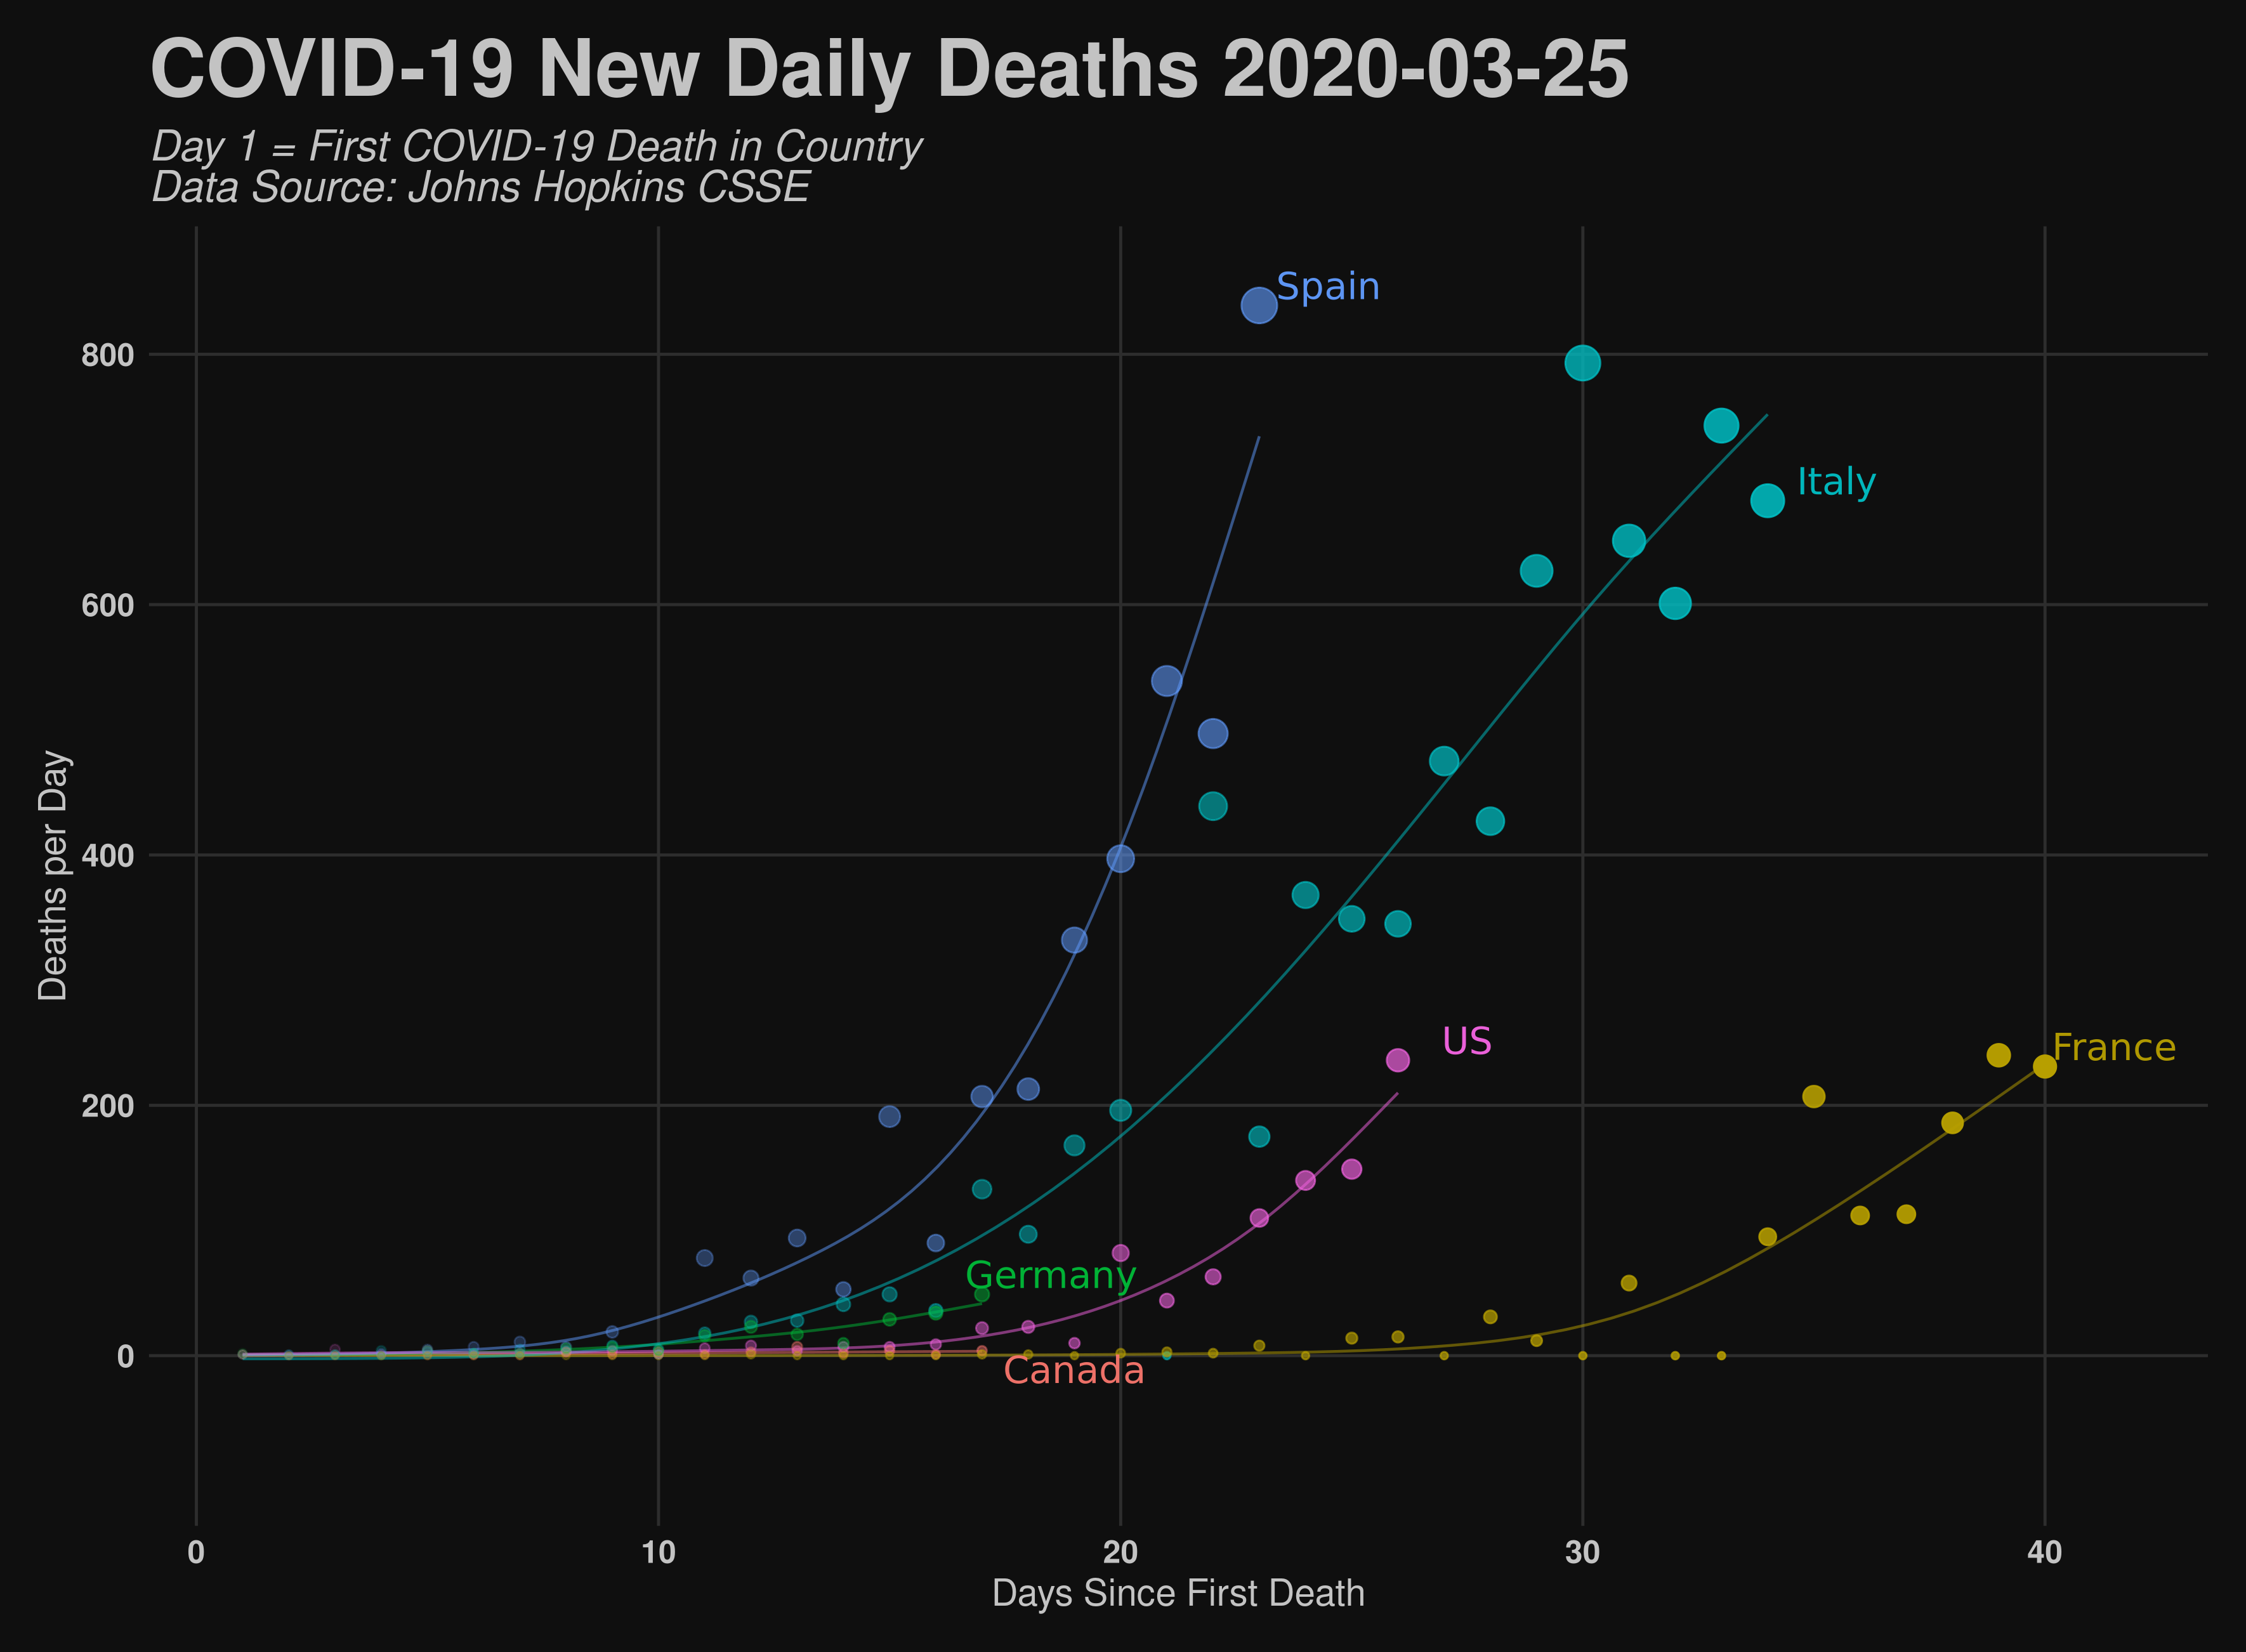 COVID-19 New Daily Deaths 2020-03-25
Day 1 = First COVID-19 Death in Country
Data Source: Johns Hopkins CSSE
Spain
800
Italy
600
Deaths per Day
400
US
France
200
Germany
0
Canada
0 10 20 30 40
Days Since First Death